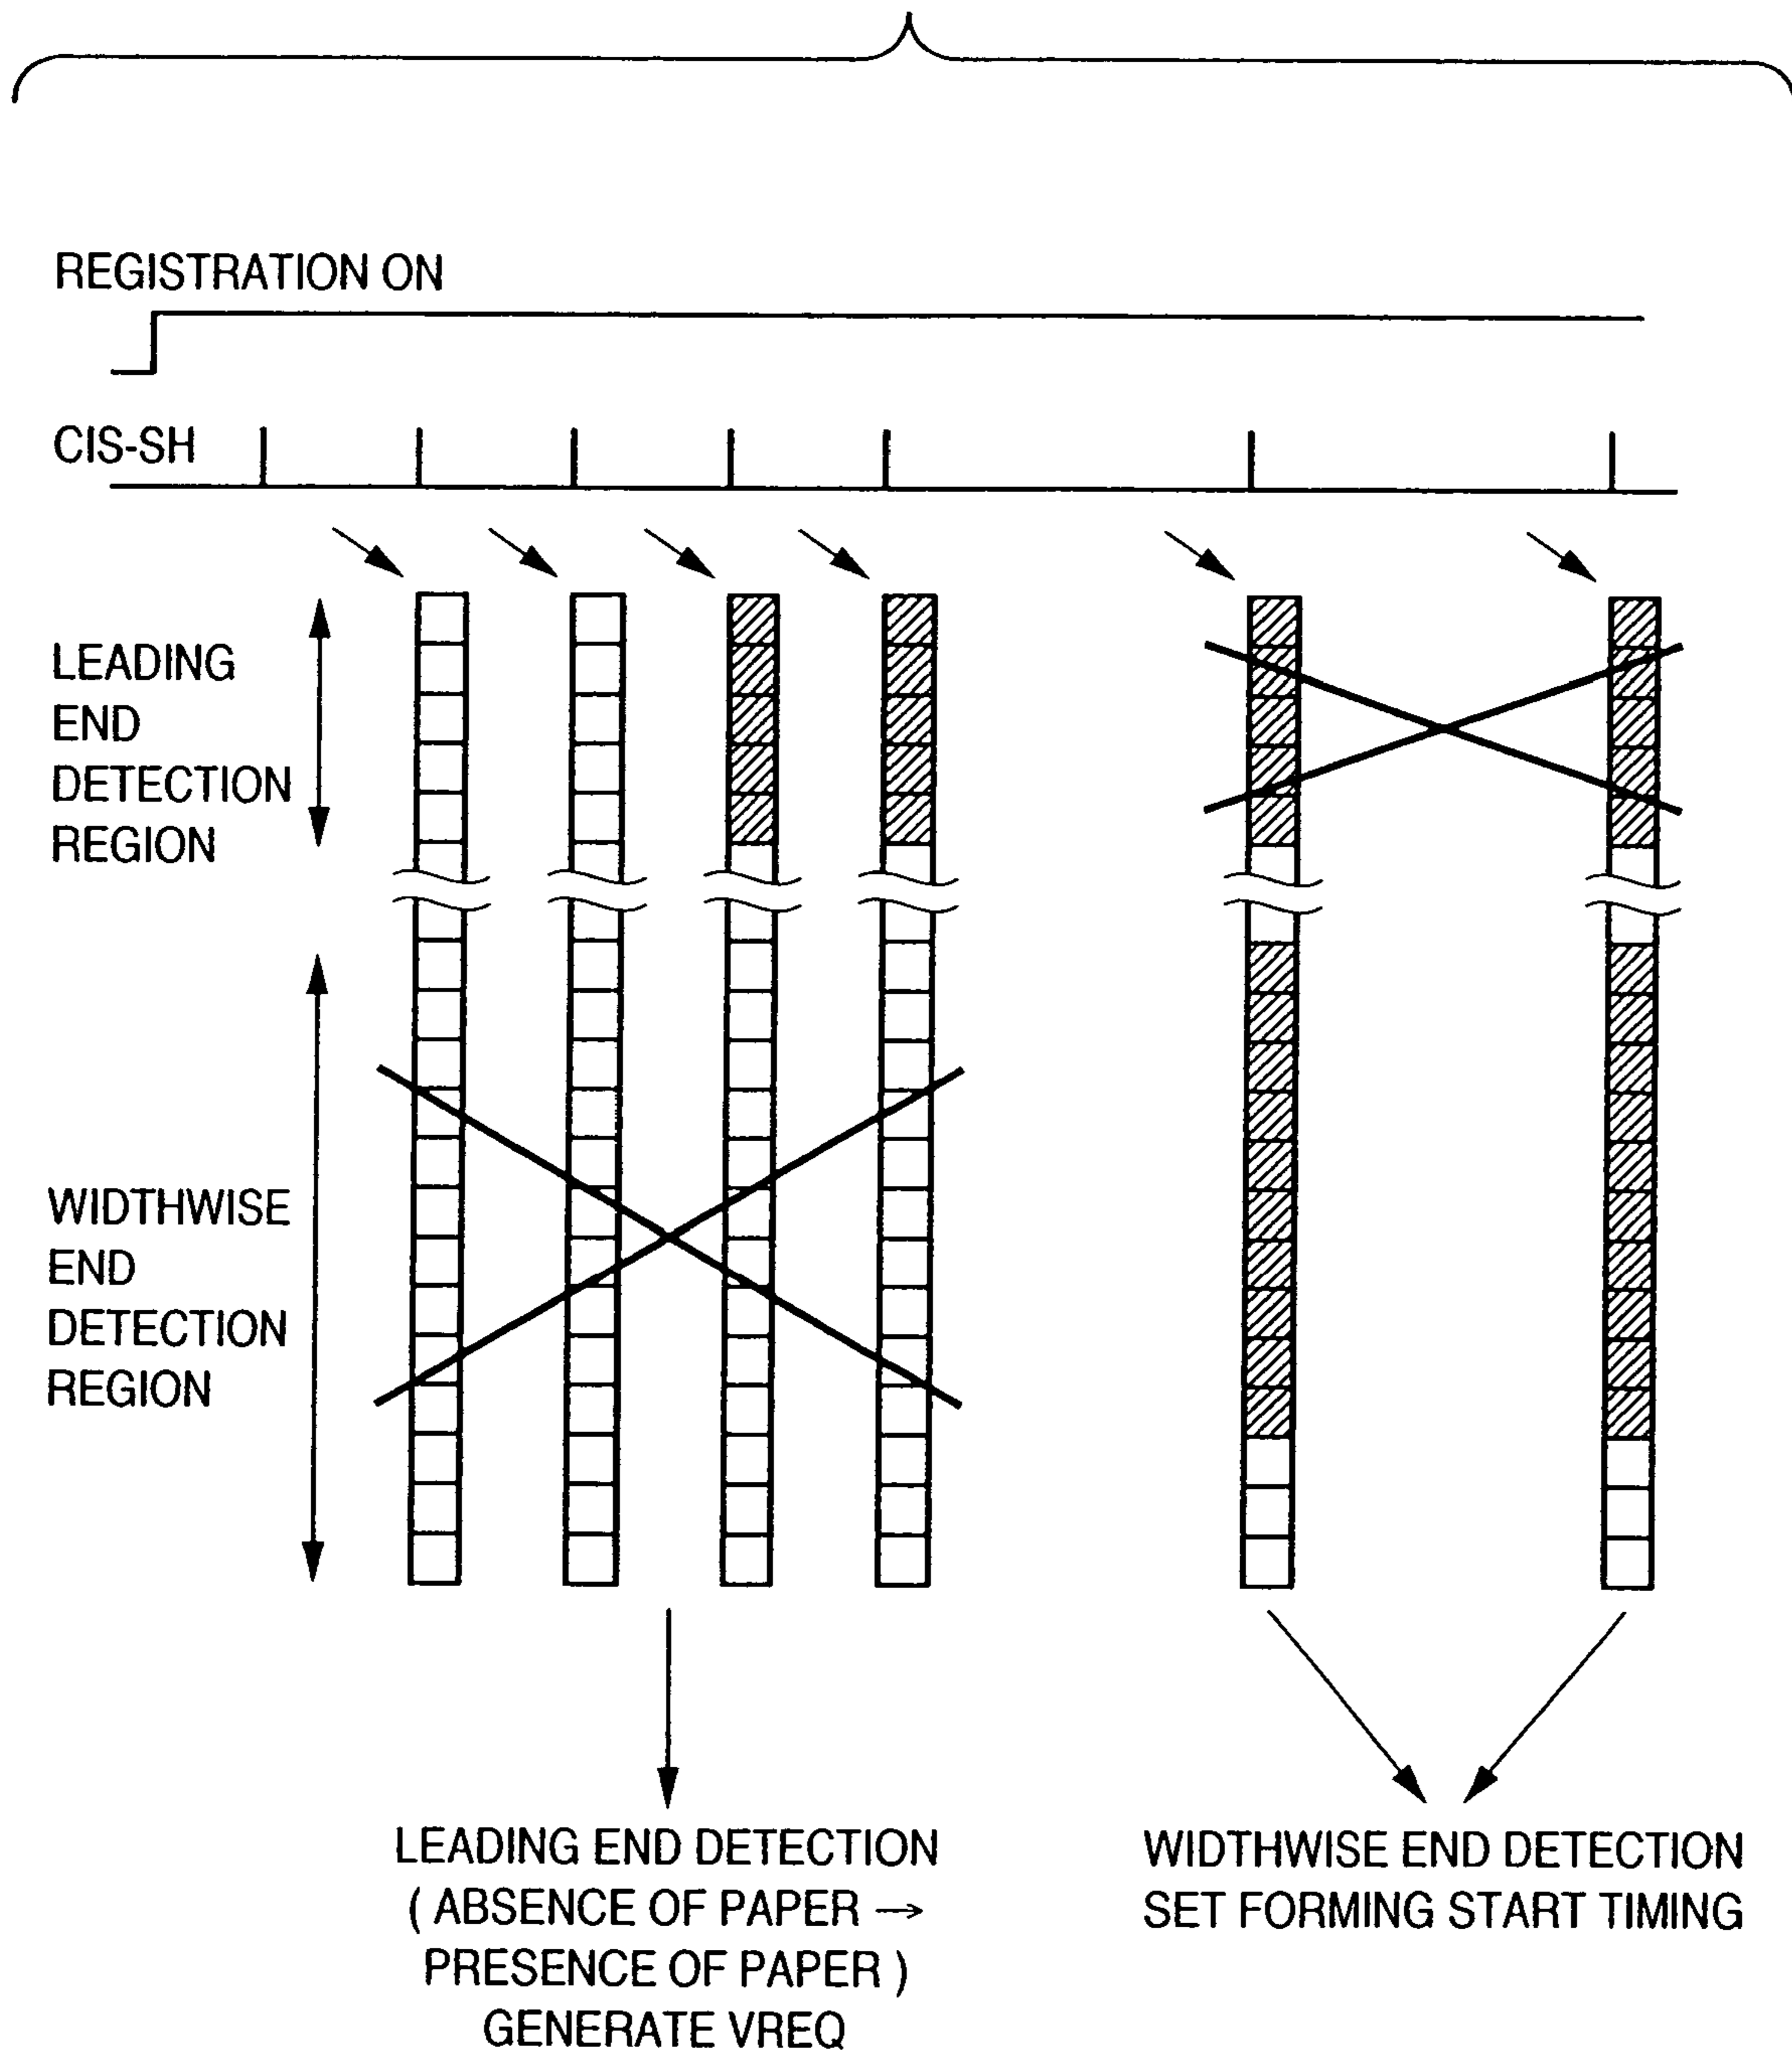 REGISTRATION ON
CIS-SH
LEADING
END
DETECTION
REGION
WIDTHWISE
END
DETECTION
REGION
LEADING END DETECTION
( ABSENCE OF PAPER →
PRESENCE OF PAPER )
GENERATE VREQ
WIDTHWISE END DETECTION
SET FORMING START TIMING